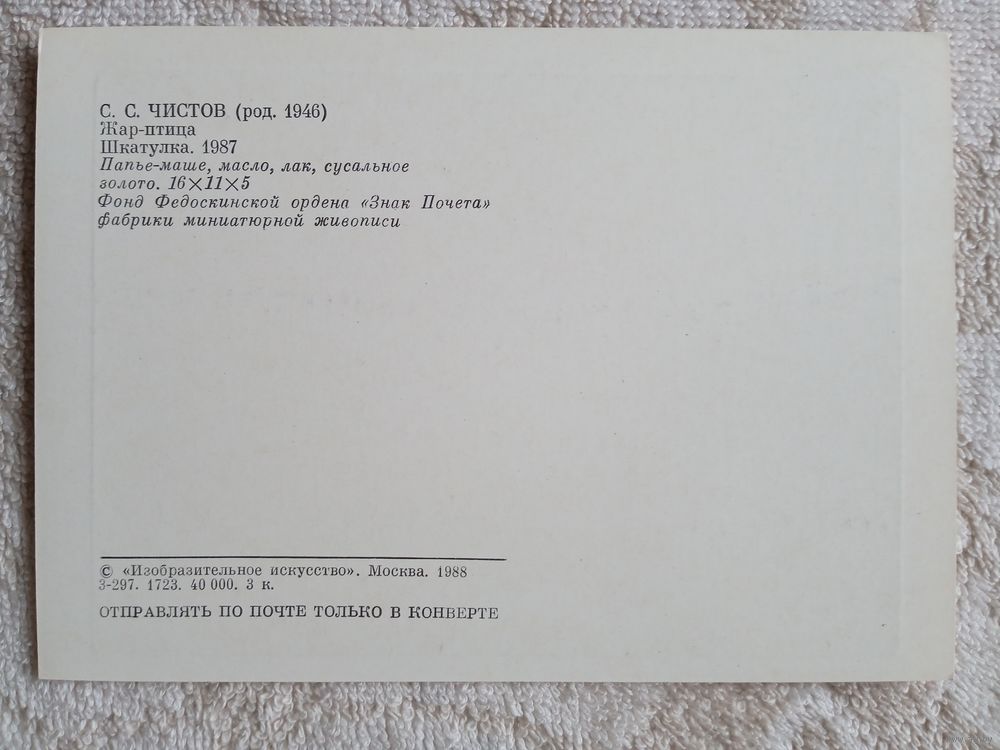 С. С. ЧИСТОВ (род. 1946)
Жар-птица
Шкатулка. 1987
Папье-маше, масло, лак, сусальное
золото. 16×11×5
Фонд Федоскинской ордена «Знак Почета»
фабрики миниатюрной живописи
© «Изобразительное искусство». Москва. 1988
3-297. 1723. 40 000. 3 к.
ОТПРАВЛЯТЬ ПО ПОЧТЕ ТОЛЬКО В КОНВЕРТЕ